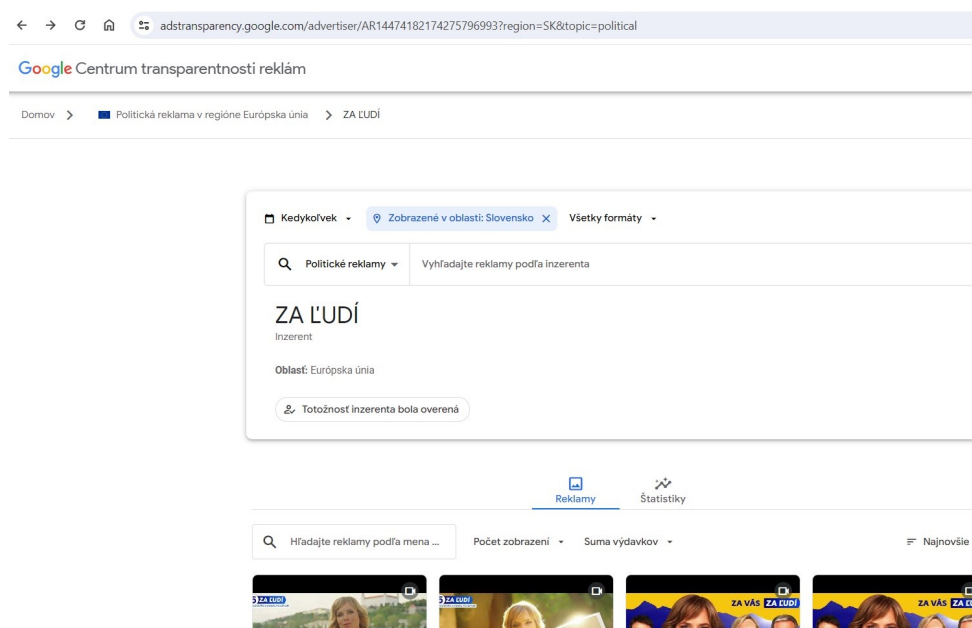 adstransparency.google.com/advertiser/AR14474182174275796993?region=SK&topic=political
Google Centrum transparentnosti reklám
Domov > Politická reklama v regióne Európska únia > ZA ĽUDÍ
Kedykoľvek Zobrazené v oblasti: Slovensko Všetky formáty
Politické reklamy Vyhľadajte reklamy podľa inzerenta
ZA ĽUDÍ
Inzerent
Oblasť: Európska únia
Totožnosť inzerenta bola overená
Reklamy Štatistiky
Hľadajte reklamy podľa mena ... Počet zobrazení Suma výdavkov Najnovšie
5 ZA ĽUDÍ 5 ZA ĽUDÍ ZA VÁS ZA ĽUDÍ ZA VÁS ZA Ľ